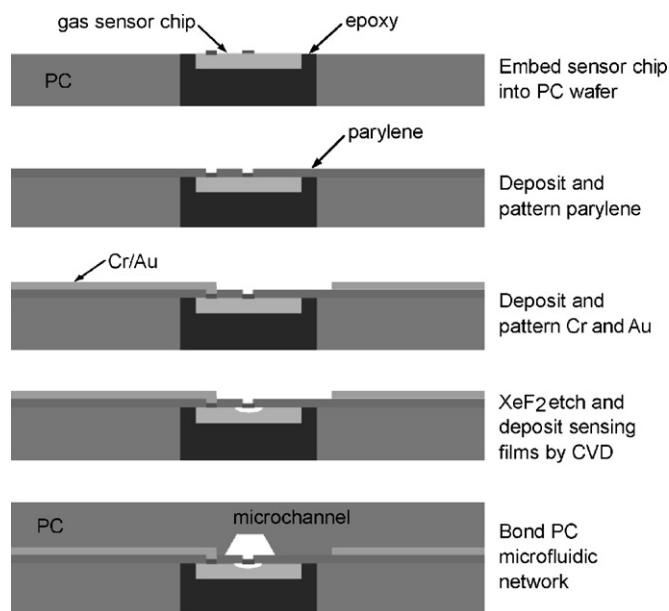 gas sensor chip
epoxy
PC
Embed sensor chip
into PC wafer
parylene
Deposit and
pattern parylene
Cr/Au
Deposit and
pattern Cr and Au
XeF2 etch and
deposit sensing
films by CVD
PC
microchannel
Bond PC
microfluidic
network